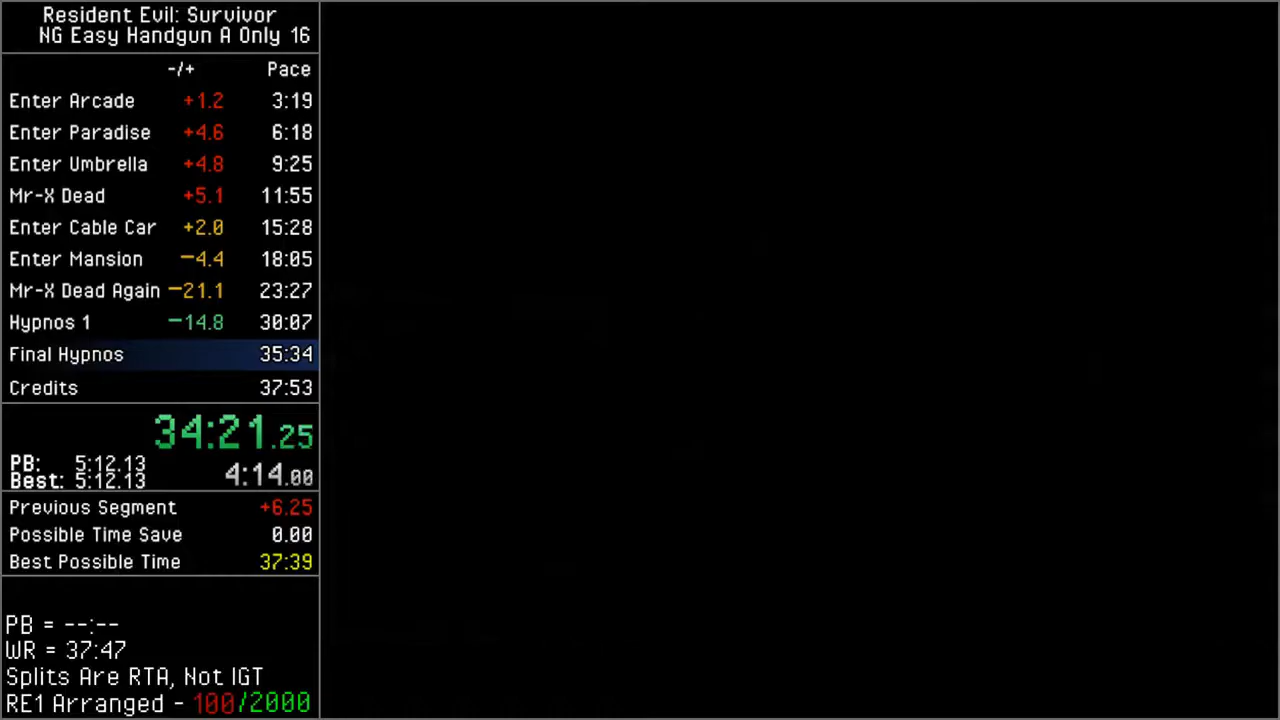 Resident Evil: Survivor
NG Easy Handgun A Only 16
-/+ Pace
Enter Arcade +1.2 3:19
Enter Paradise +4.6 6:18
Enter Umbrella +4.8 9:25
Mr-X Dead +5.1 11:55
Enter Cable Car +2.0 15:28
Enter Mansion −4.4 18:05
Mr-X Dead Again −21.1 23:27
Hypnos 1 −14.8 30:07
Final Hypnos 35:34
Credits 37:53
34:21.25
PB: 5:12.13
Best: 5:12.13 4:14.00
Previous Segment +6.25
Possible Time Save 0.00
Best Possible Time 37:39
PB = --:--
WR = 37:47
Splits Are RTA, Not IGT
RE1 Arranged - 100/2000